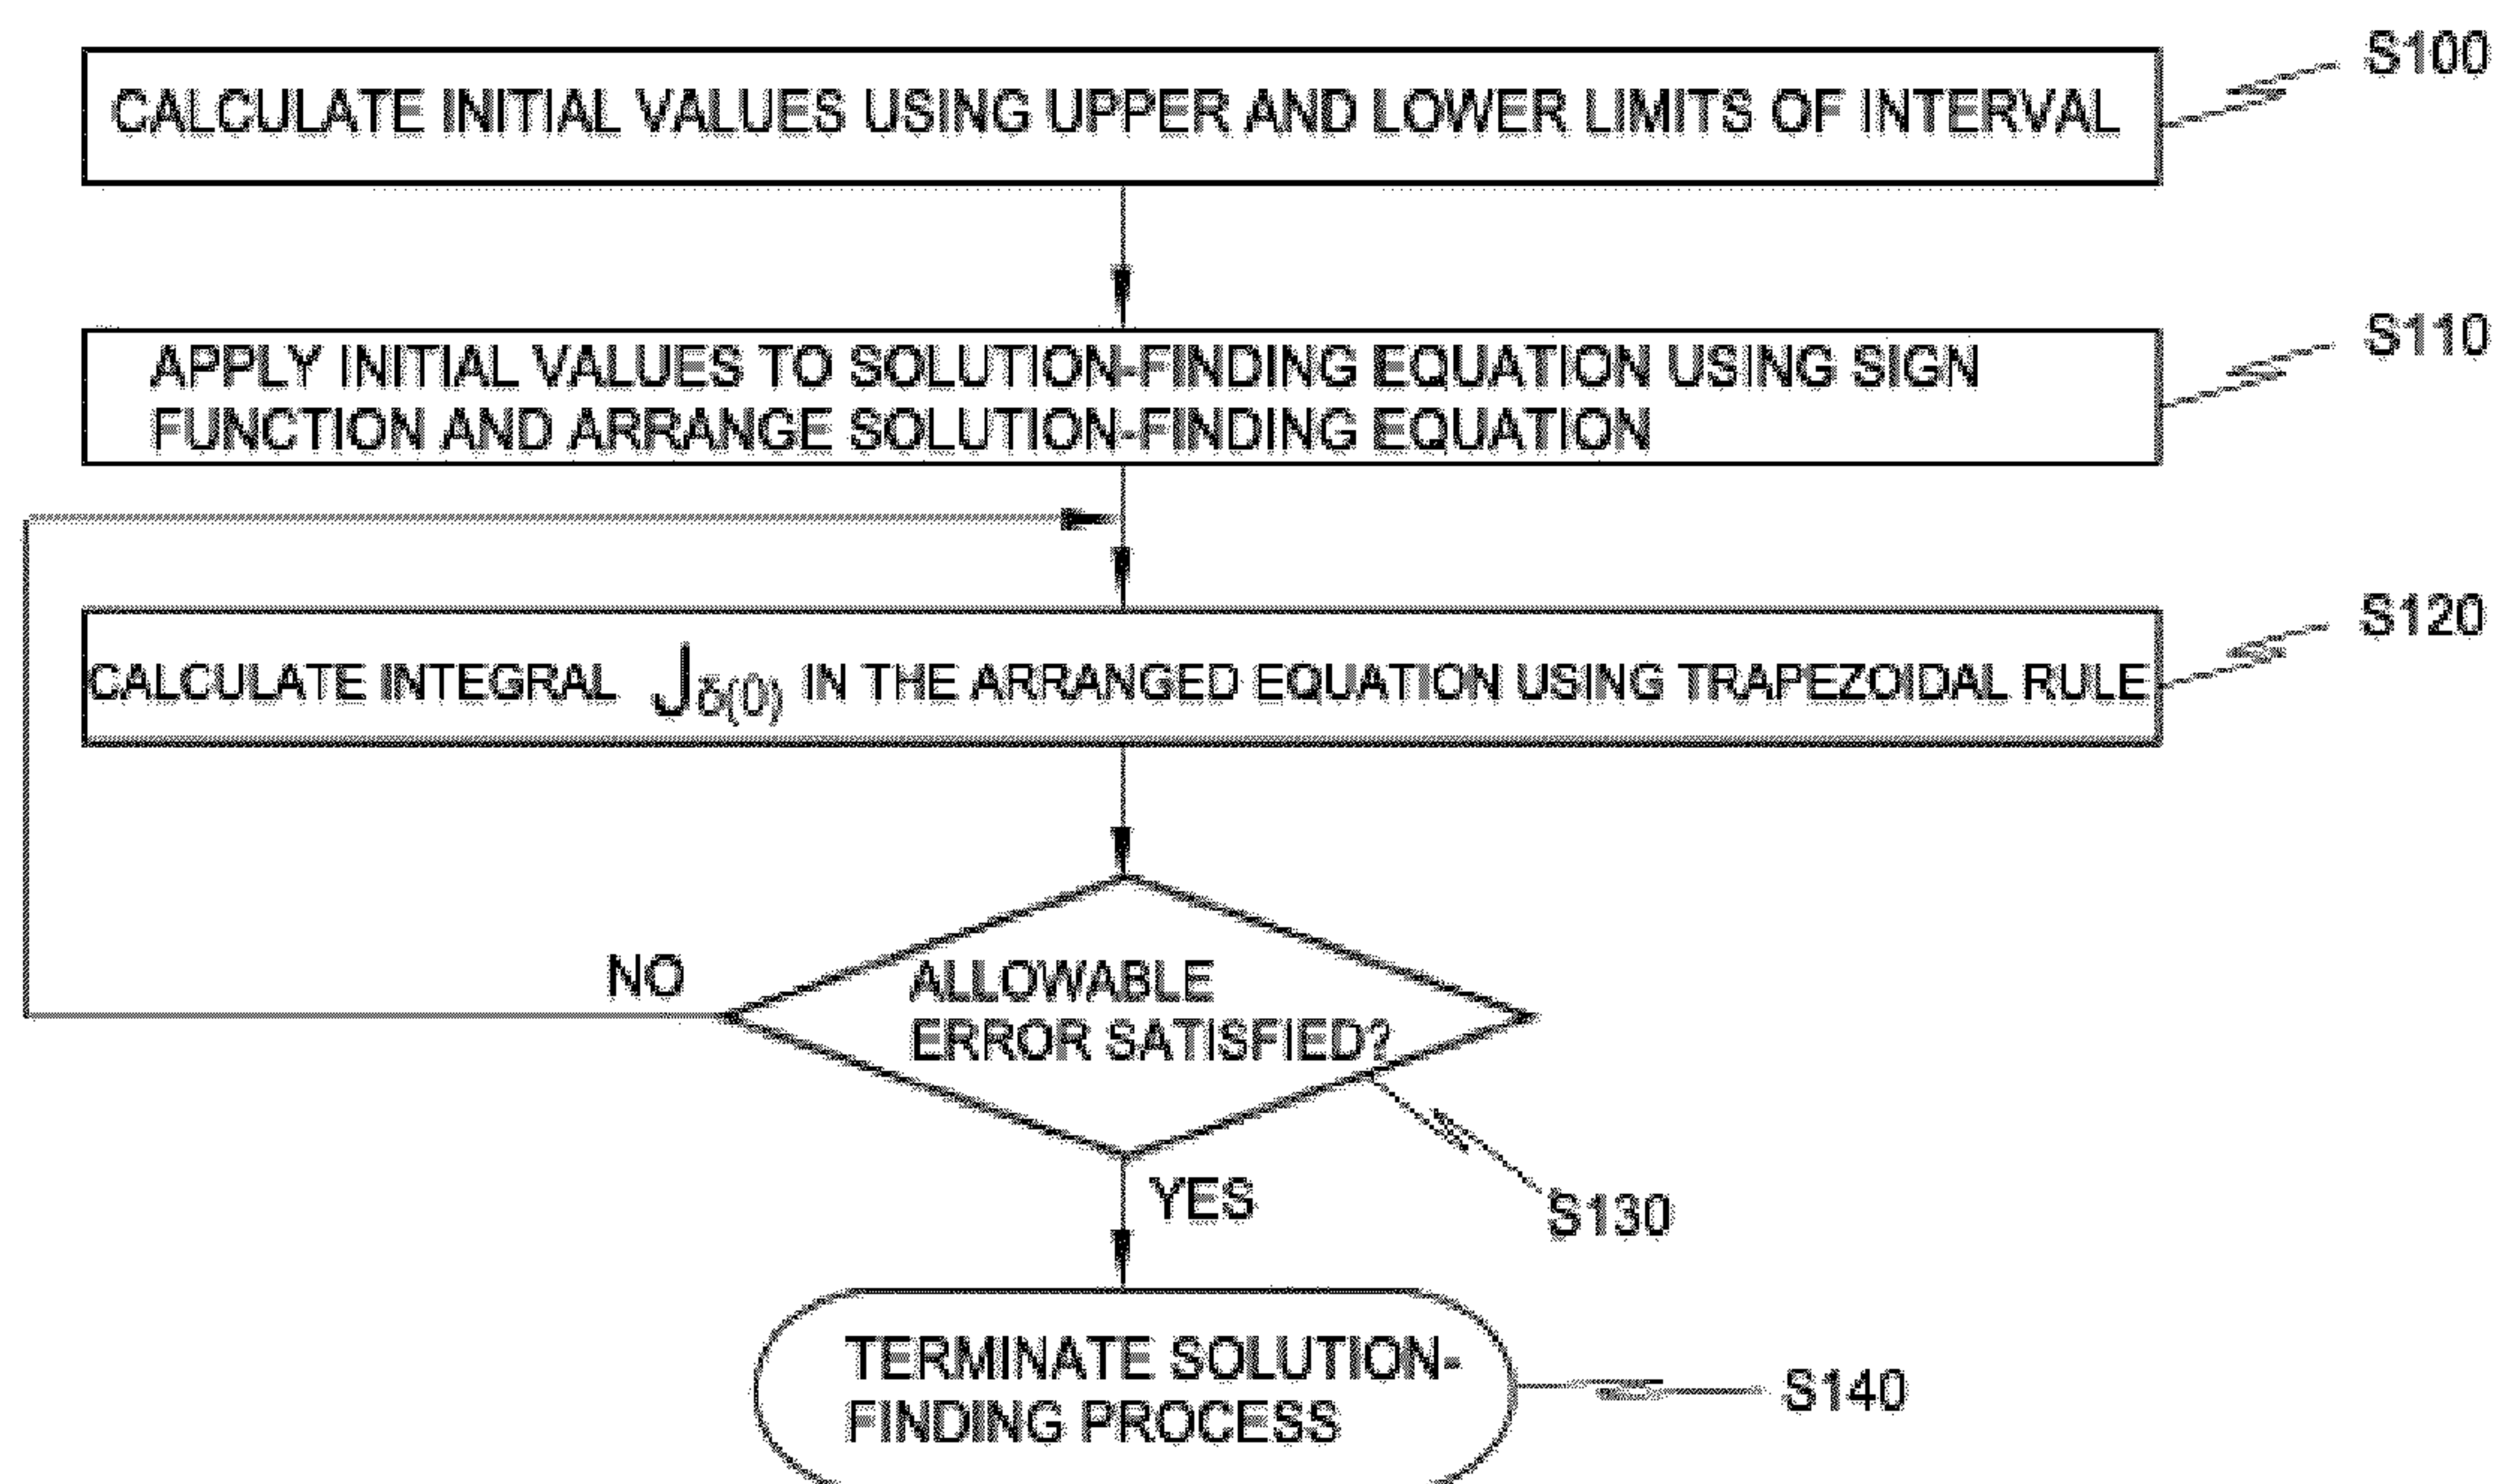 S100
CALCULATE INITIAL VALUES USING UPPER AND LOWER LIMITS OF INTERVAL
S110
APPLY INITIAL VALUES TO SOLUTION-FINDING EQUATION USING SIGN
FUNCTION AND ARRANGE SOLUTION-FINDING EQUATION
S120
CALCULATE INTEGRAL Jδ(0) IN THE ARRANGED EQUATION USING TRAPEZOIDAL RULE
NO
ALLOWABLE
ERROR SATISFIED?
YES
S130
TERMINATE SOLUTION-
FINDING PROCESS
S140